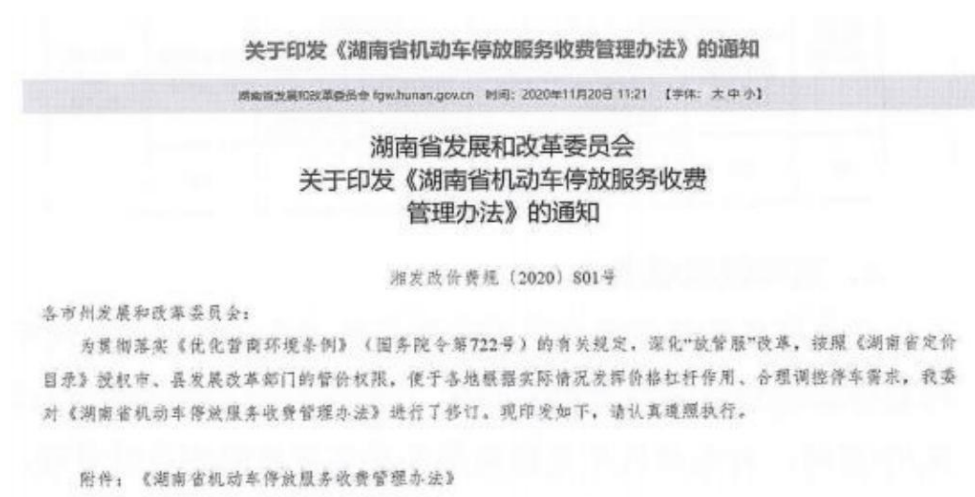 关于印发《湖南省机动车停放服务收费管理办法》的通知
湖南省发展和改革委员会 fgw.hunan.gov.cn 时间：2020年11月20日 11:21 【字体：大 中 小】
湖南省发展和改革委员会
关于印发《湖南省机动车停放服务收费
管理办法》的通知
湘发改价费规〔2020〕801号
各市州发展和改革委员会：
为贯彻落实《优化营商环境条例》（国务院令第722号）的有关规定，深化“放管服”改革，按照《湖南省定价
目录》授权市、县发展改革部门的管价权限，便于各地根据实际情况发挥价格杠杆作用、合理调控停车需求，我委
对《湖南省机动车停放服务收费管理办法》进行了修订。现印发如下，请认真遵照执行。
附件：《湖南省机动车停放服务收费管理办法》